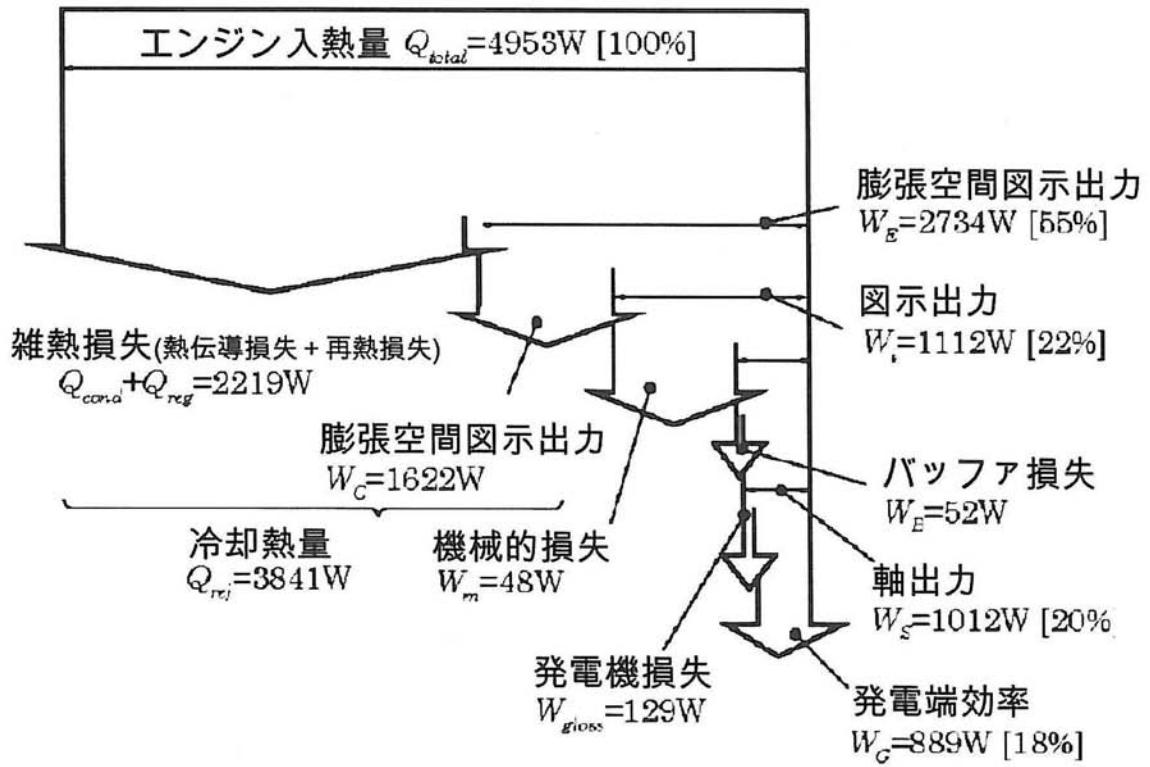 エンジン入熱量 Q_total=4953W [100%]
膨張空間図示出力
W_E=2734W [55%]
図示出力
W_i=1112W [22%]
雑熱損失(熱伝導損失+再熱損失)
Q_cond+Q_reg=2219W
膨張空間図示出力
W_C=1622W
バッファ損失
W_B=52W
冷却熱量
Q_rej=3841W
機械的損失
W_m=48W
軸出力
W_S=1012W [20%
発電機損失
W_gloss=129W
発電端効率
W_G=889W [18%]